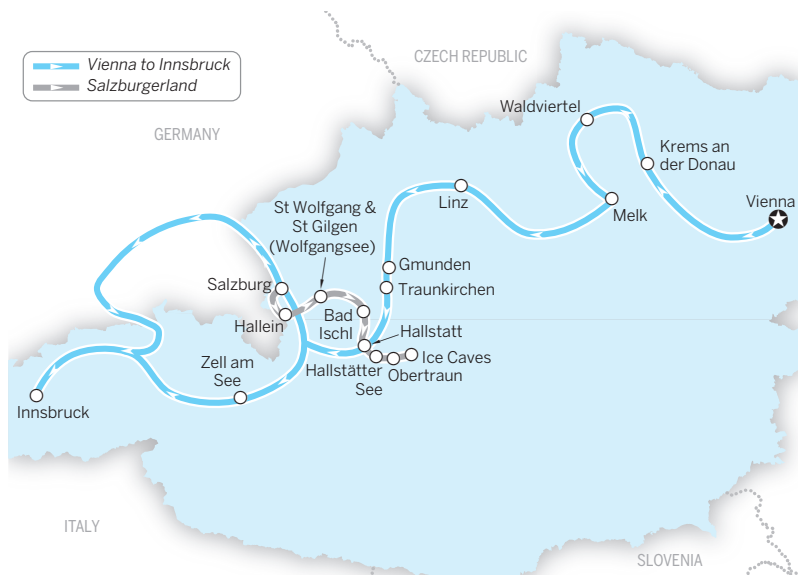 Vienna to Innsbruck
Salzburgerland
CZECH REPUBLIC
GERMANY
Waldviertel
Krems an
der Donau
Vienna
Melk
Linz
St Wolfgang &
St Gilgen
(Wolfgangsee)
Gmunden
Traunkirchen
Salzburg
Hallein
Bad
Ischl
Hallstatt
Ice Caves
Obertraun
Hallstätter
See
Zell am
See
Innsbruck
ITALY
SLOVENIA